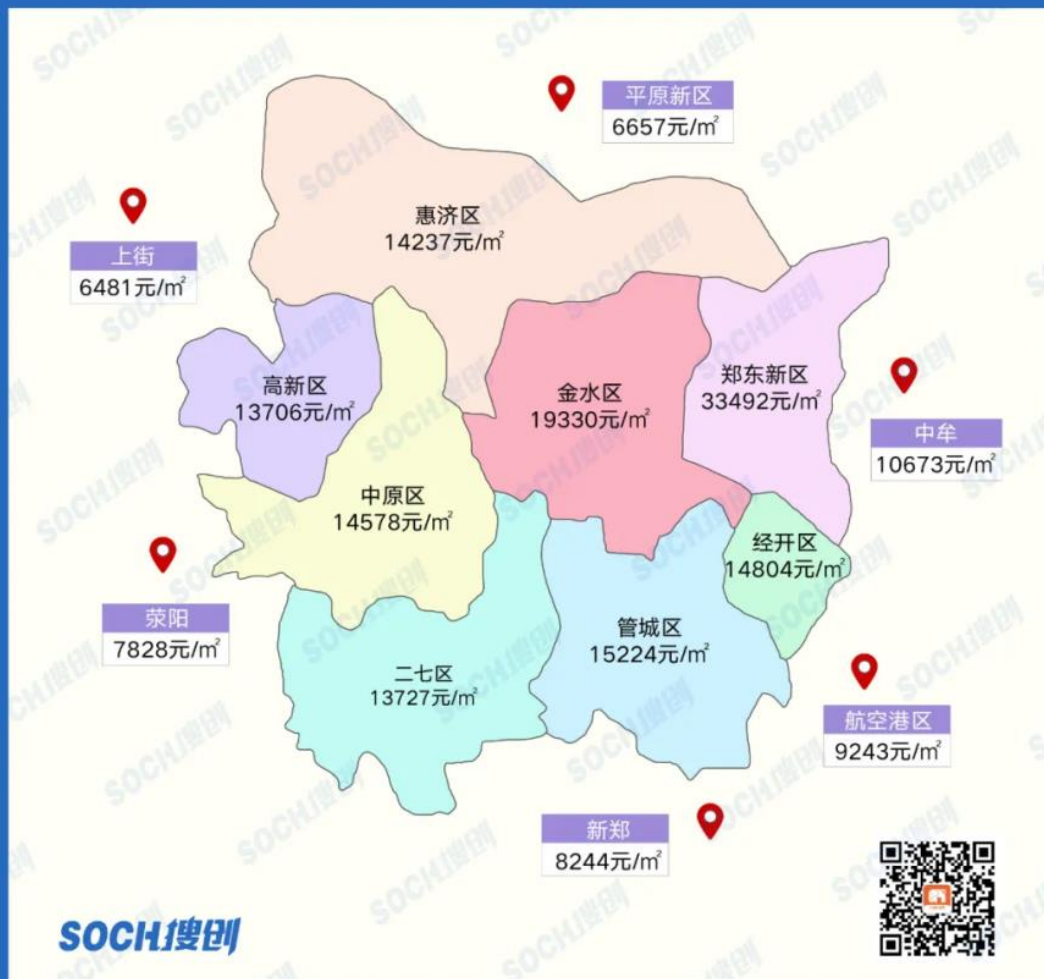 平原新区
6657元/㎡
惠济区
14237元/㎡
上街
6481元/㎡
高新区
13706元/㎡
金水区
19330元/㎡
郑东新区
33492元/㎡
中牟
10673元/㎡
中原区
14578元/㎡
经开区
14804元/㎡
荥阳
7828元/㎡
管城区
15224元/㎡
二七区
13727元/㎡
航空港区
9243元/㎡
新郑
8244元/㎡
SOCH搜创